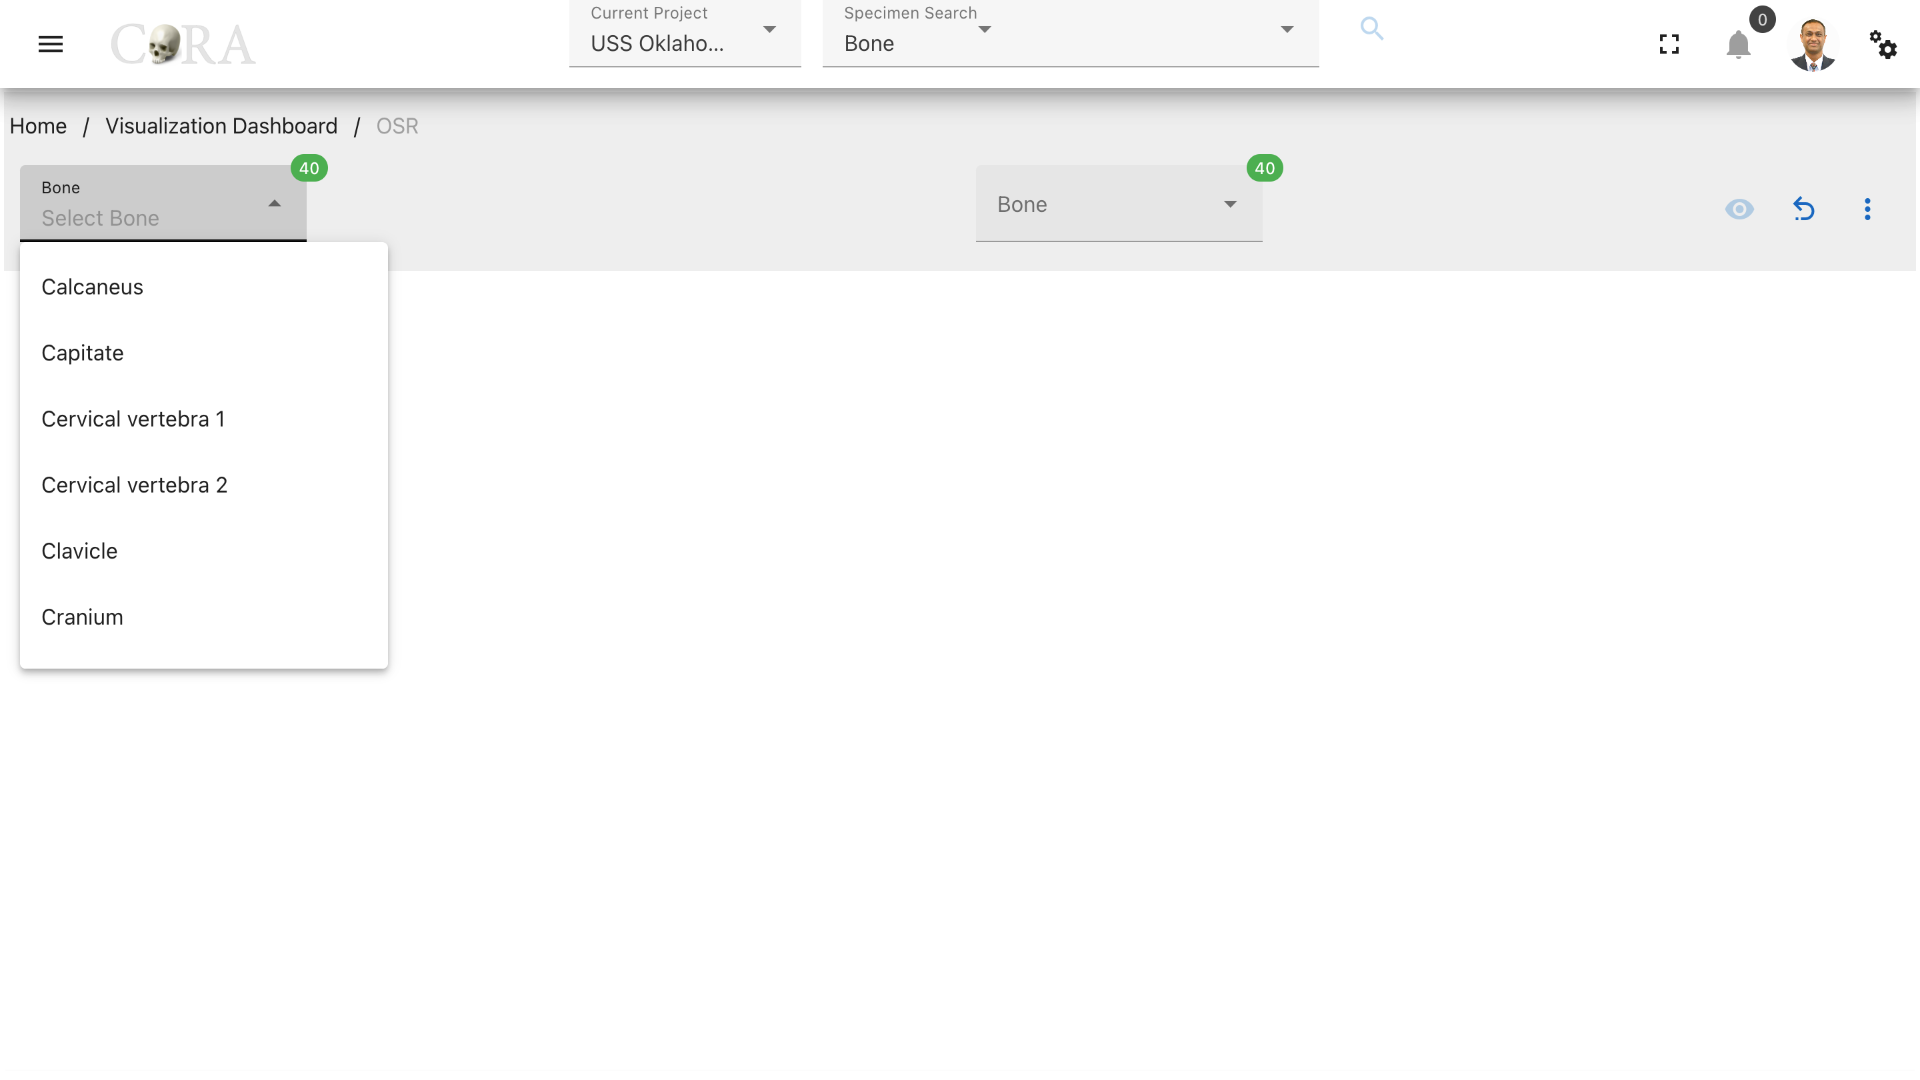 CORA
Current Project
USS Oklaho...
Specimen Search
Bone
0
Home / Visualization Dashboard / OSR
Bone
Select Bone
40
Bone
40
Calcaneus
Capitate
Cervical vertebra 1
Cervical vertebra 2
Clavicle
Cranium